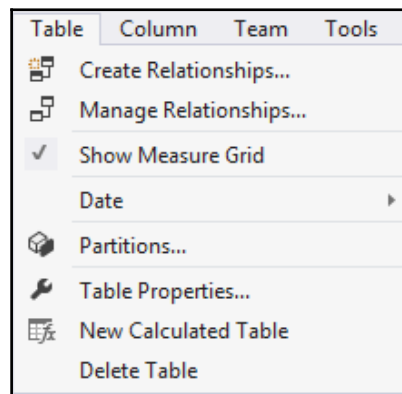 Table Column Team Tools
Create Relationships...
Manage Relationships...
Show Measure Grid
Date
Partitions...
Table Properties...
New Calculated Table
Delete Table